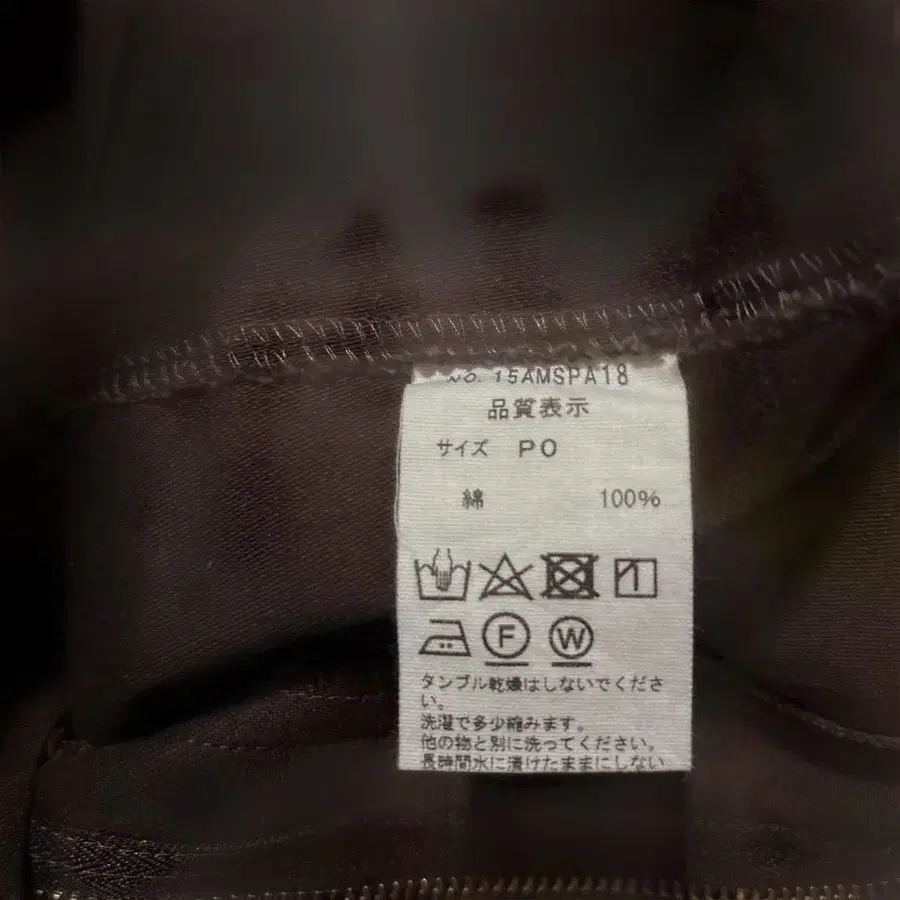 No. 15AMSPA18
品質表示
サイズ PO
綿 100%
F W
タンブル乾燥はしないでくださ
い。
洗濯で多少縮みます。
他の物と別に洗ってください。
長時間水に漬けたままにしない